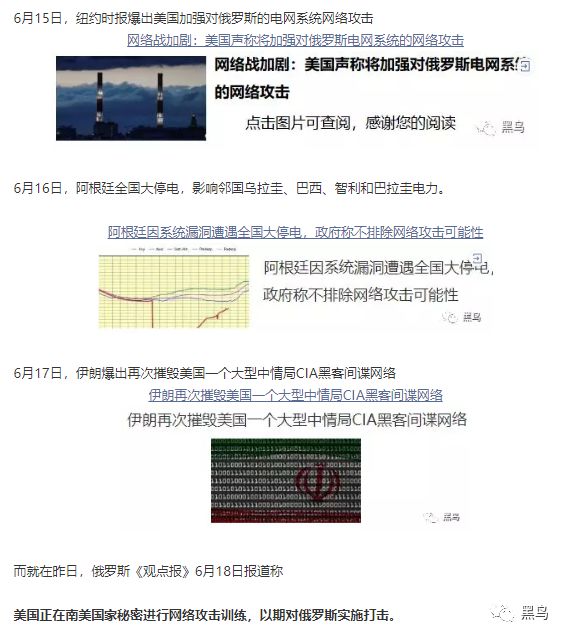 6月15日，纽约时报爆出美国加强对俄罗斯的电网系统网络攻击
网络战加剧：美国声称将加强对俄罗斯电网系统的网络攻击
网络战加剧：美国声称将加强对俄罗斯电网系统
的网络攻击
点击图片可查阅，感谢您的阅读
黑鸟
6月16日，阿根廷全国大停电，影响邻国乌拉圭、巴西、智利和巴拉圭电力。
阿根廷因系统漏洞遭遇全国大停电，政府称不排除网络攻击可能性
阿根廷因系统漏洞遭遇全国大停电，
政府称不排除网络攻击可能性
黑鸟
6月17日，伊朗爆出再次摧毁美国一个大型中情局CIA黑客间谍网络
伊朗再次摧毁美国一个大型中情局CIA黑客间谍网络
伊朗再次摧毁美国一个大型中情局CIA黑客间谍网络
黑鸟
而就在昨日，俄罗斯《观点报》6月18日报道称
美国正在南美国家秘密进行网络攻击训练，以期对俄罗斯实施打击。
黑鸟